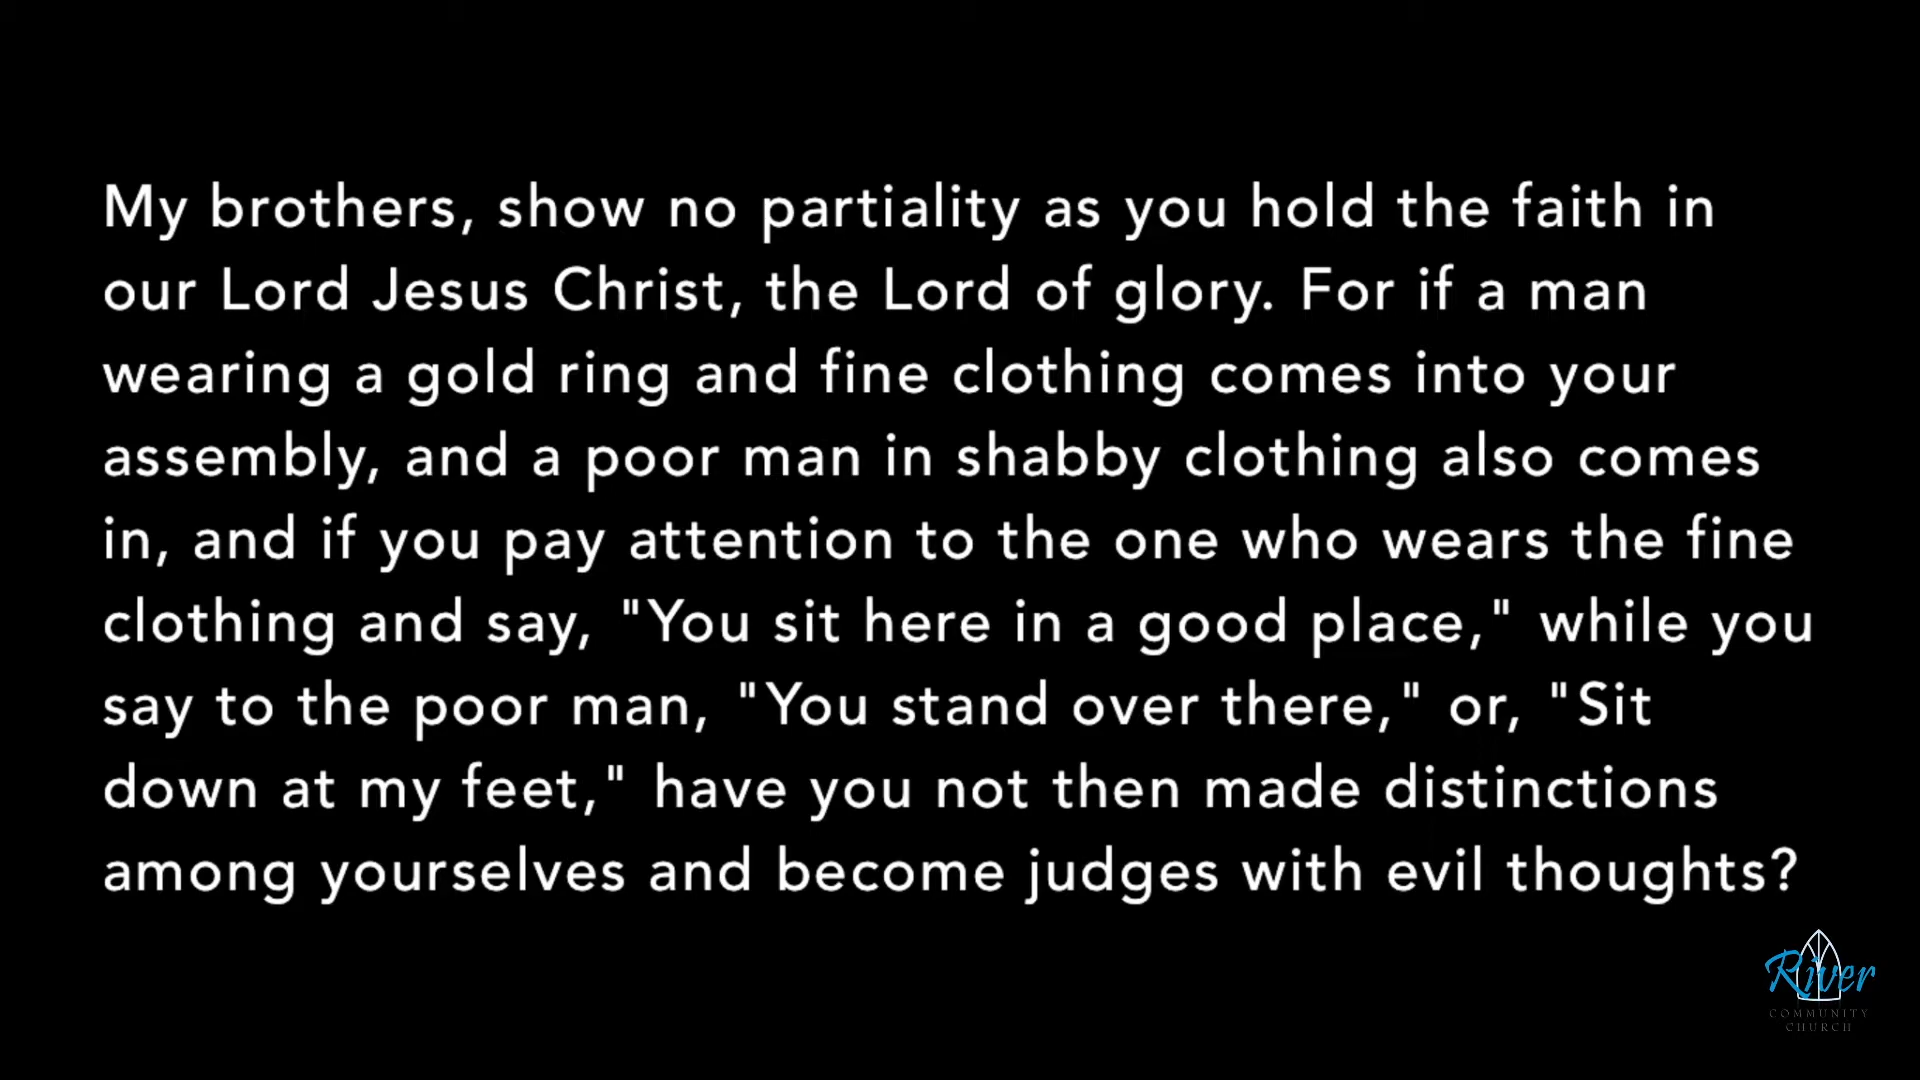 My brothers, show no partiality as you hold the faith in
our Lord Jesus Christ, the Lord of glory. For if a man
wearing a gold ring and fine clothing comes into your
assembly, and a poor man in shabby clothing also comes
in, and if you pay attention to the one who wears the fine
clothing and say, "You sit here in a good place," while you
say to the poor man, "You stand over there," or, "Sit
down at my feet," have you not then made distinctions
among yourselves and become judges with evil thoughts?
River
COMMUNITY
CHURCH